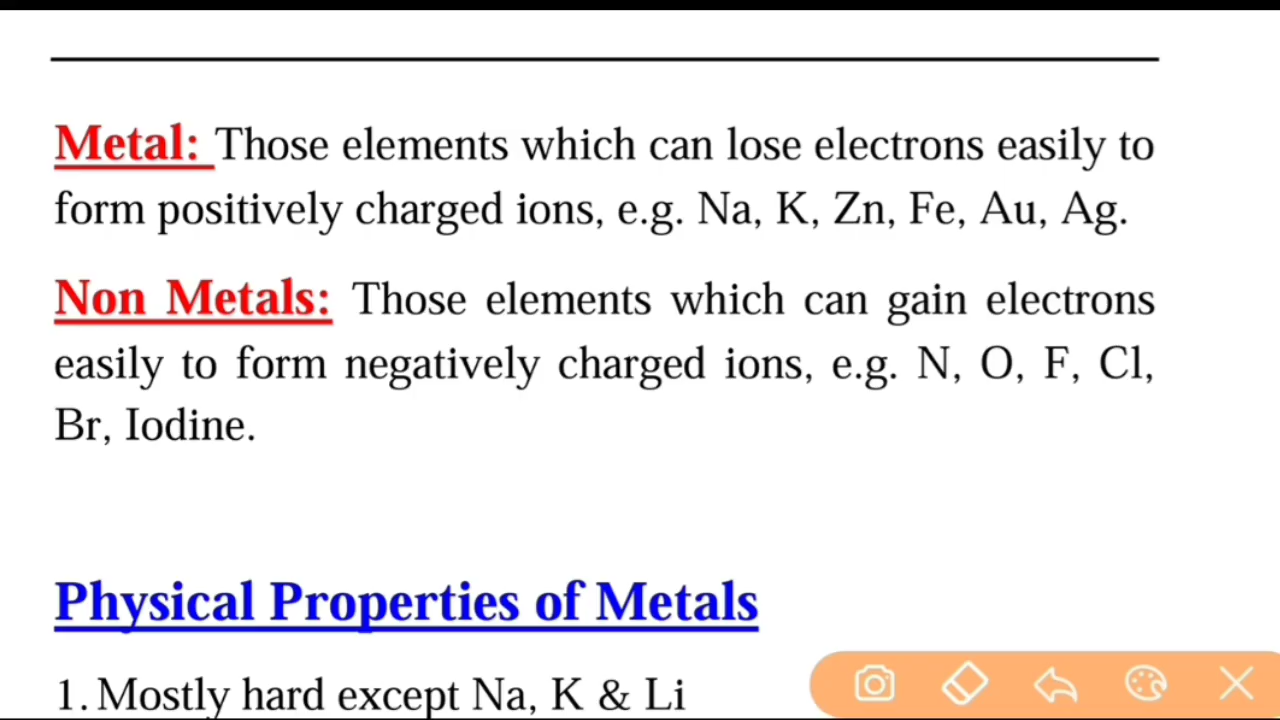 Metal: Those elements which can lose electrons easily to
form positively charged ions, e.g. Na, K, Zn, Fe, Au, Ag.
Non Metals: Those elements which can gain electrons
easily to form negatively charged ions, e.g. N, O, F, Cl,
Br, Iodine.
Physical Properties of Metals
1. Mostly hard except Na, K & Li